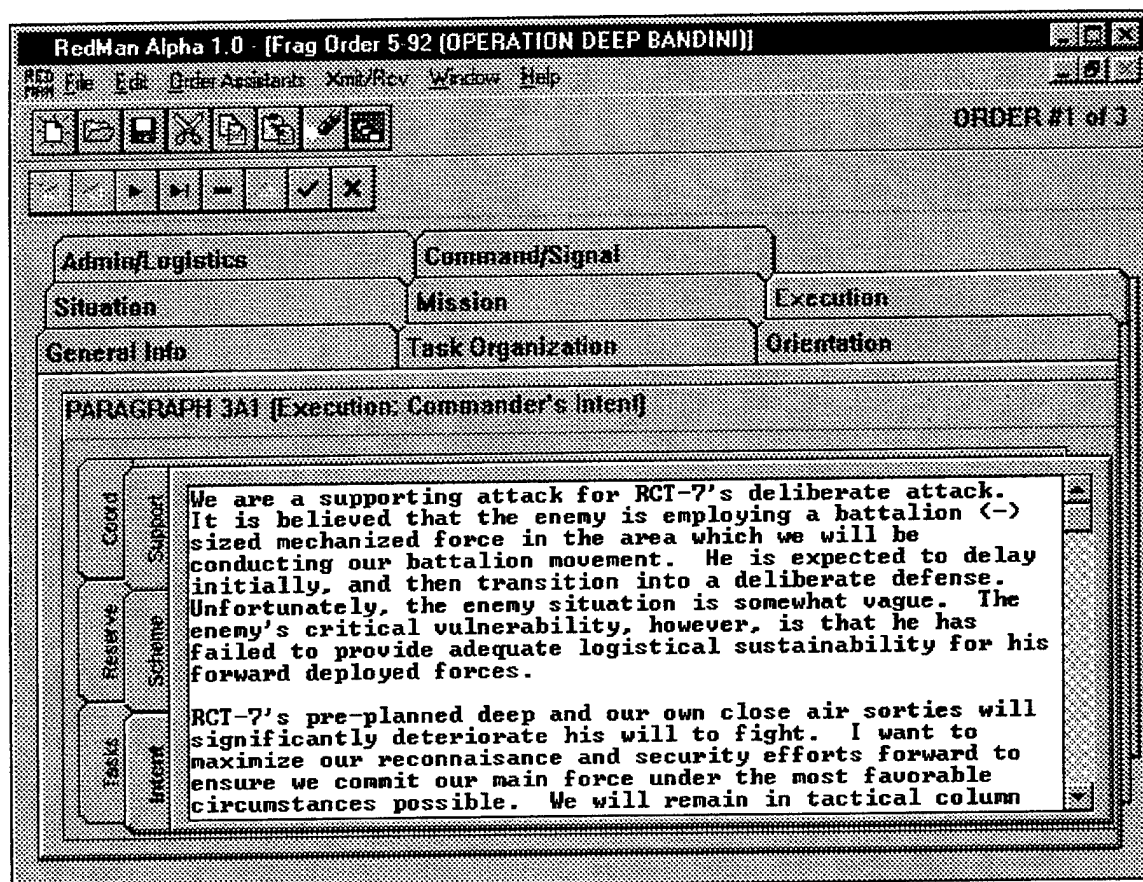 RedMan Alpha 1.0 - [Frag Order 5-92 (OPERATION DEEP BANDINI)]
RED MAN File Edit Order Assistants Xmit/Rcv Window Help
ORDER #1 of 3
Admin/Logistics Command/Signal
Situation Mission Execution
General Info Task Organization Orientation
PARAGRAPH 3A1 (Execution: Commander's Intent)
Coord
Reserve
Tasks
Support
Scheme
Intent
We are a supporting attack for RCT-7's deliberate attack.
It is believed that the enemy is employing a battalion (-)
sized mechanized force in the area which we will be
conducting our battalion movement. He is expected to delay
initially, and then transition into a deliberate defense.
Unfortunately, the enemy situation is somewhat vague. The
enemy's critical vulnerability, however, is that he has
failed to provide adequate logistical sustainability for his
forward deployed forces.
RCT-7's pre-planned deep and our own close air sorties will
significantly deteriorate his will to fight. I want to
maximize our reconnaisance and security efforts forward to
ensure we commit our main force under the most favorable
circumstances possible. We will remain in tactical column